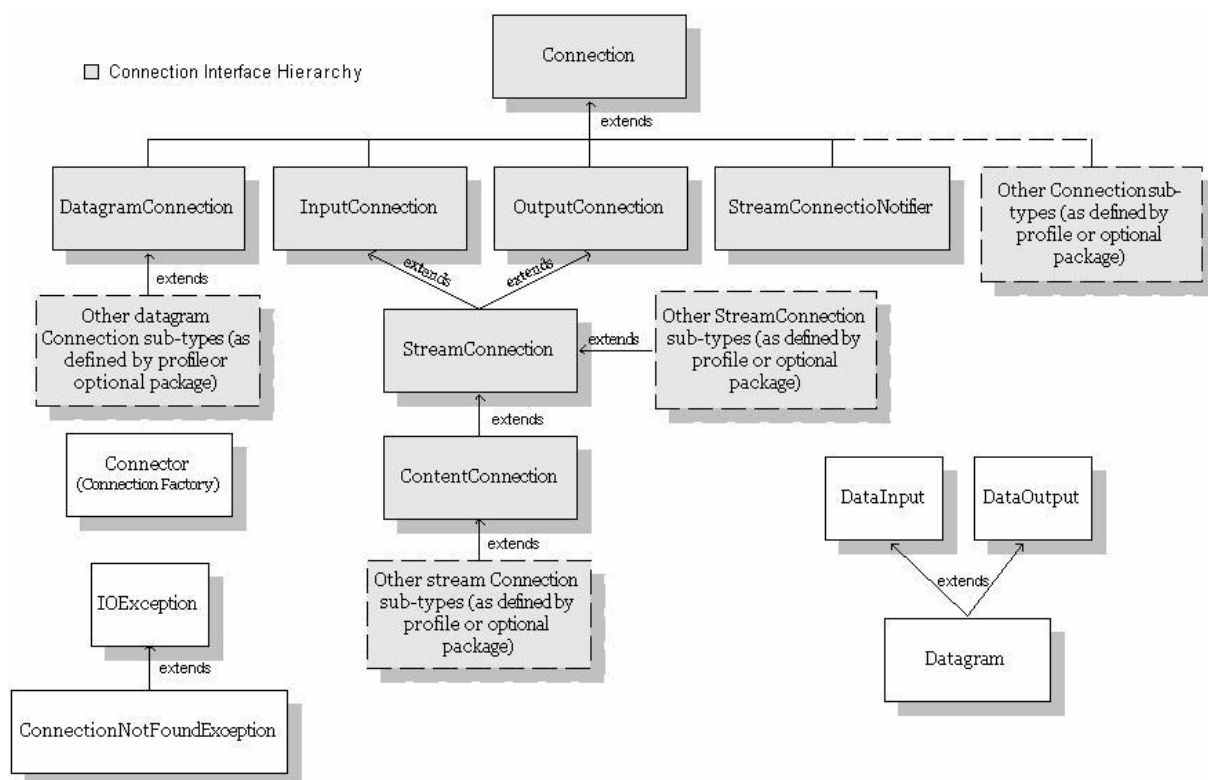 Connection
Connection Interface Hierarchy
extends
DatagramConnection
InputConnection
OutputConnection
StreamConnectioNotifier
Other Connectionsub-
types (as defined by
profile or optional
package)
extends
extends
extends
Other datagram
Connection sub-types (as
defined by profile or
optional package)
StreamConnection
extends
Other StreamConnection
sub-types (as defined by
profile or optional
package)
extends
Connector
(Connection Factory)
ContentConnection
DataInput
DataOutput
extends
extends
IOException
Other stream Connection
sub-types (as defined by
profile or optional
package)
Datagram
extends
ConnectionNotFoundException